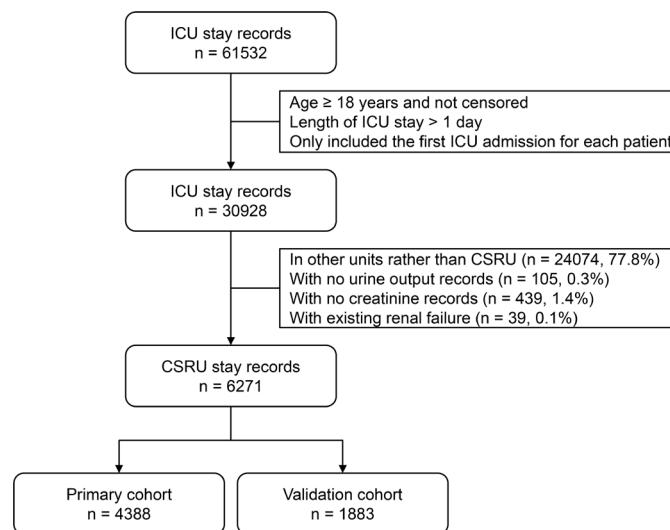 ICU stay records
n = 61532
Age ≥ 18 years and not censored
Length of ICU stay > 1 day
Only included the first ICU admission for each patient
ICU stay records
n = 30928
In other units rather than CSRU (n = 24074, 77.8%)
With no urine output records (n = 105, 0.3%)
With no creatinine records (n = 439, 1.4%)
With existing renal failure (n = 39, 0.1%)
CSRU stay records
n = 6271
Primary cohort
n = 4388
Validation cohort
n = 1883